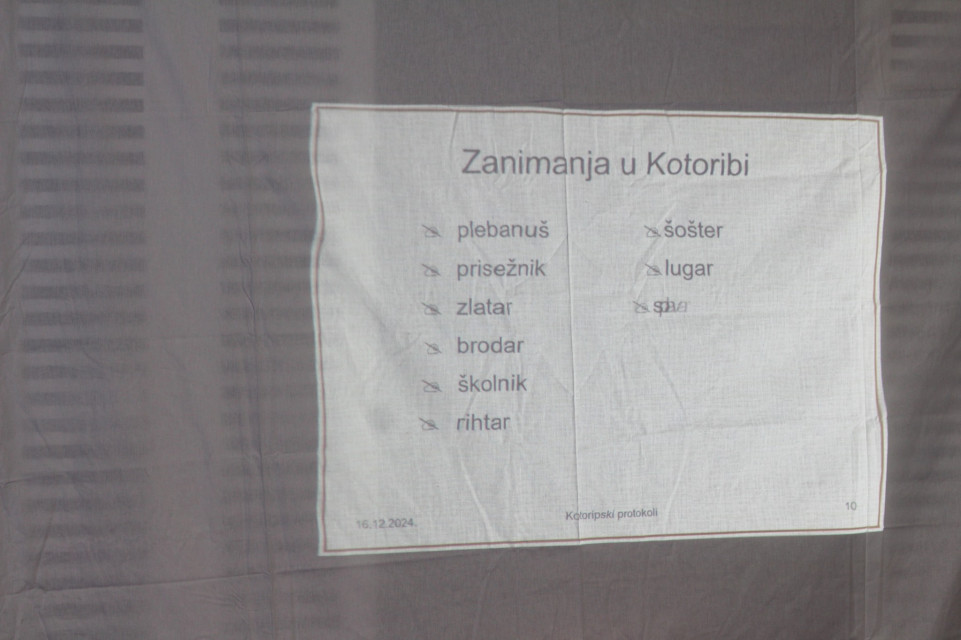 Zanimanja u Kotoribi
plebanuš
prisežnik
zlatar
brodar
školnik
rihtar
šošter
lugar
16.12.2024.
Kotoripski protokoli
10